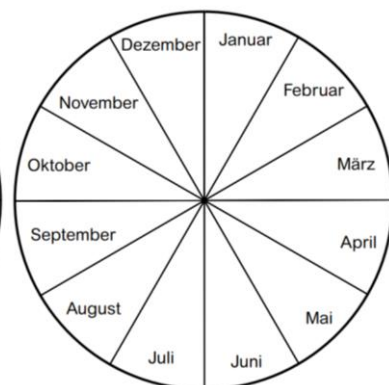 Januar
Februar
März
April
Mai
Juni
Juli
August
September
Oktober
November
Dezember